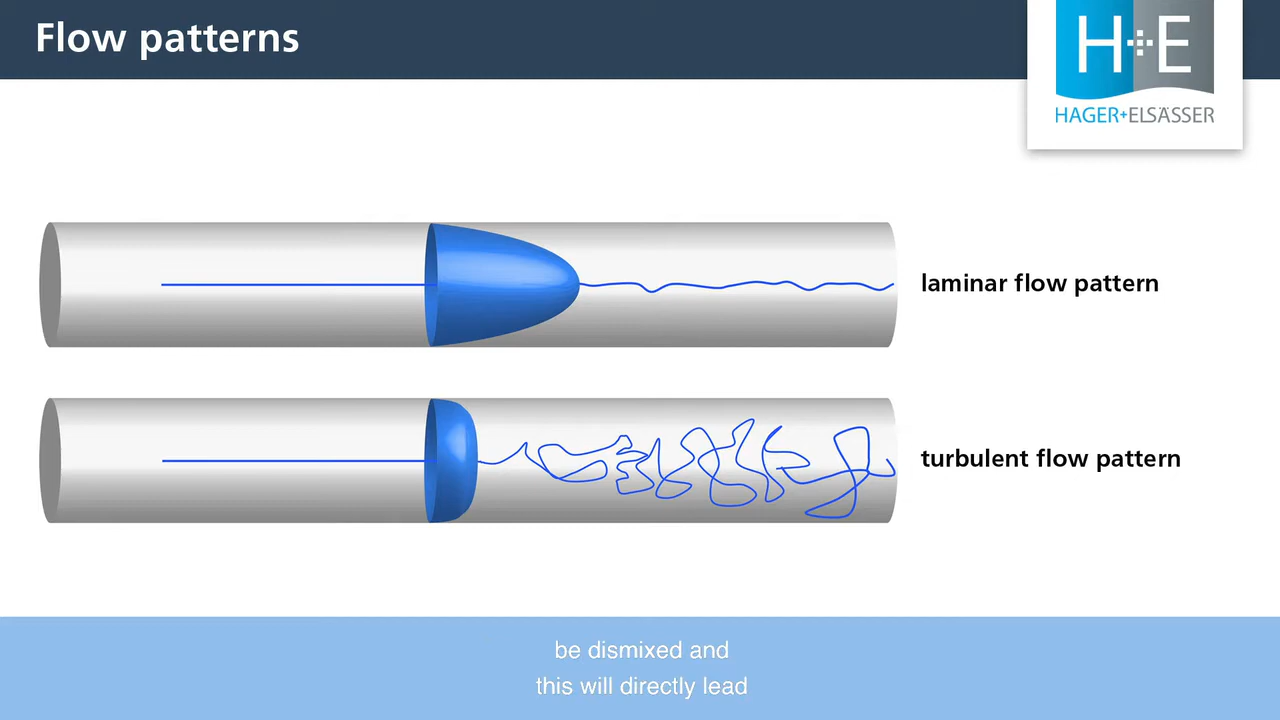 Flow patterns
H+E
HAGER+ELSÄSSER
laminar flow pattern
turbulent flow pattern
be dismixed and
this will directly lead